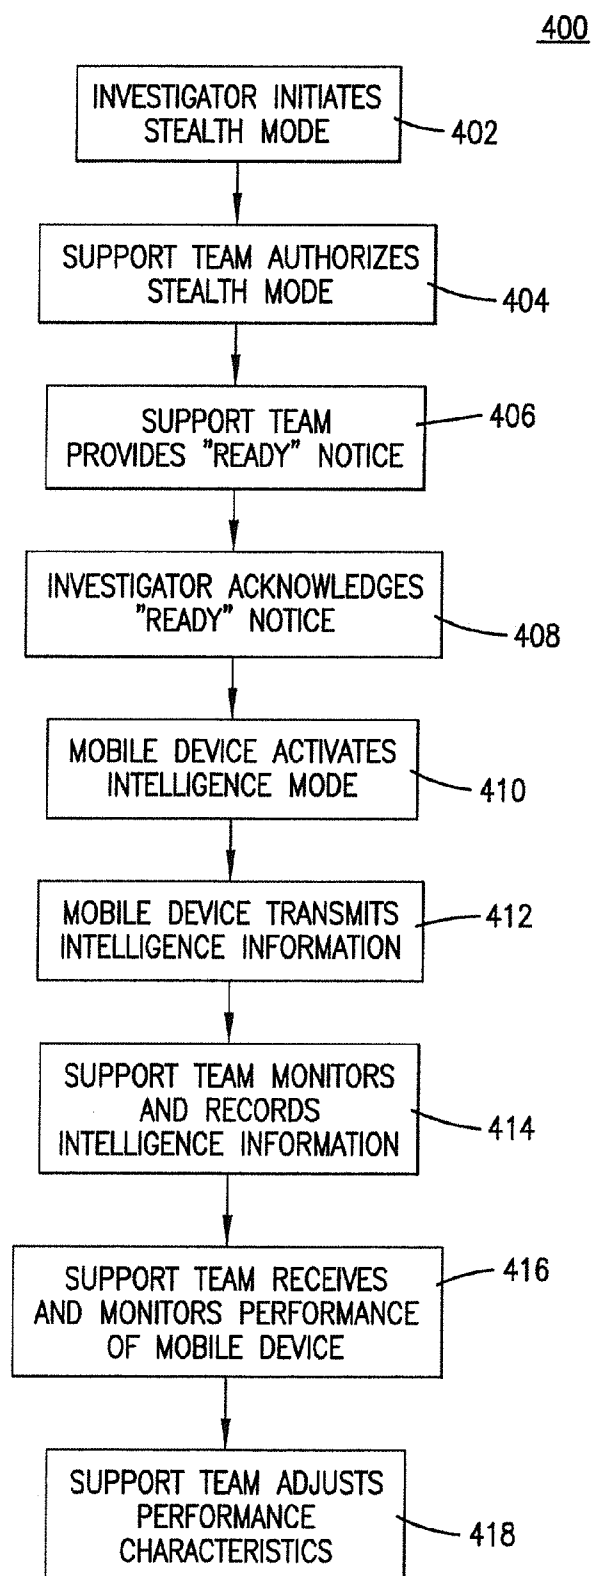 400
INVESTIGATOR INITIATES
STEALTH MODE
402
SUPPORT TEAM AUTHORIZES
STEALTH MODE
404
SUPPORT TEAM
PROVIDES "READY" NOTICE
406
INVESTIGATOR ACKNOWLEDGES
"READY" NOTICE
408
MOBILE DEVICE ACTIVATES
INTELLIGENCE MODE
410
MOBILE DEVICE TRANSMITS
INTELLIGENCE INFORMATION
412
SUPPORT TEAM MONITORS
AND RECORDS
INTELLIGENCE INFORMATION
414
SUPPORT TEAM RECEIVES
AND MONITORS PERFORMANCE
OF MOBILE DEVICE
416
SUPPORT TEAM ADJUSTS
PERFORMANCE
CHARACTERISTICS
418